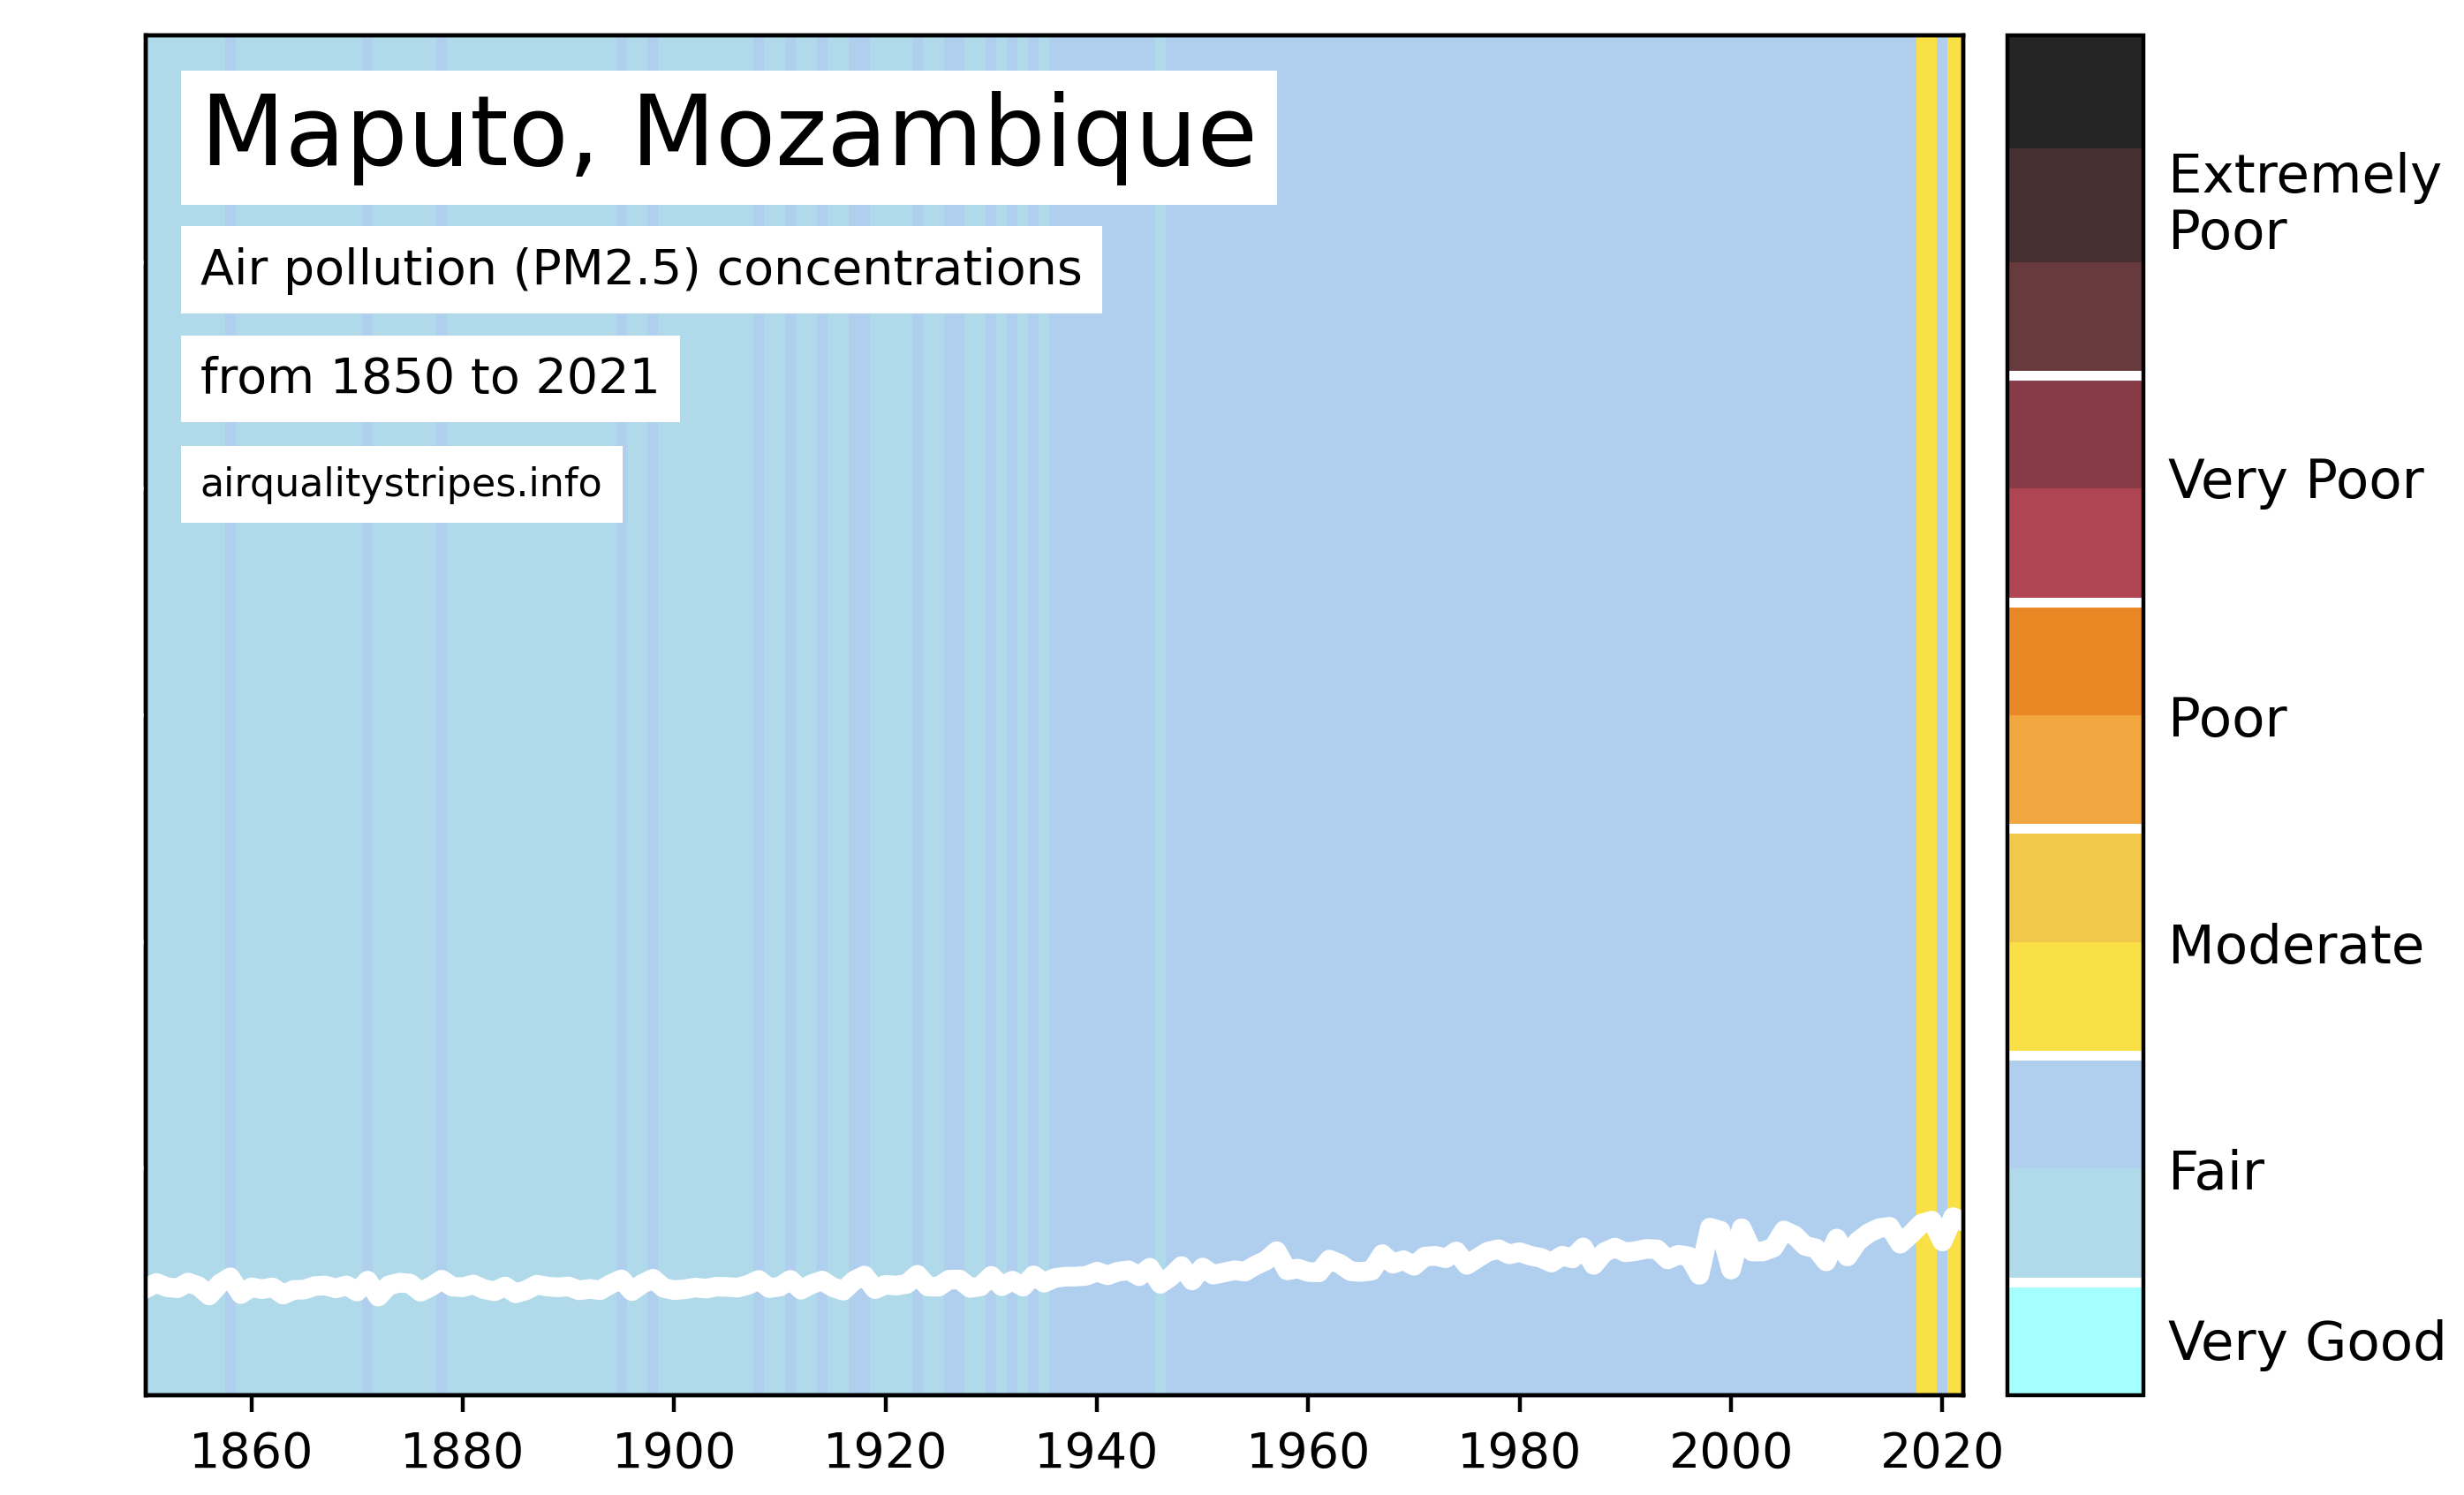 Maputo, Mozambique
Air pollution (PM2.5) concentrations
from 1850 to 2021
airqualitystripes.info
Extremely
Poor
Very Poor
Poor
Moderate
Fair
Very Good
1860 1880 1900 1920 1940 1960 1980 2000 2020